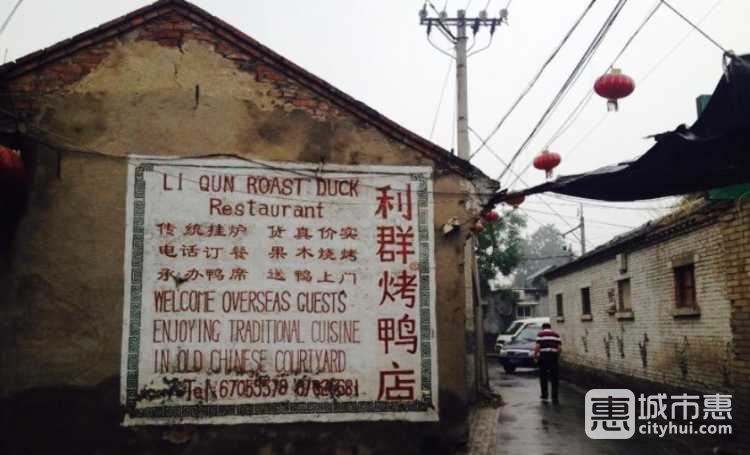 LI QUN ROAST DUCK
Restaurant
传统挂炉 货真价实
电话订餐 果木烧烤
承办鸭席 送鸭上门
WELCOME OVERSEAS GUESTS
ENJOYING TRADITIONAL CUISINE
IN OLD CHINESE COURTYARD
利群烤鸭店
惠 城市惠
cityhui.com